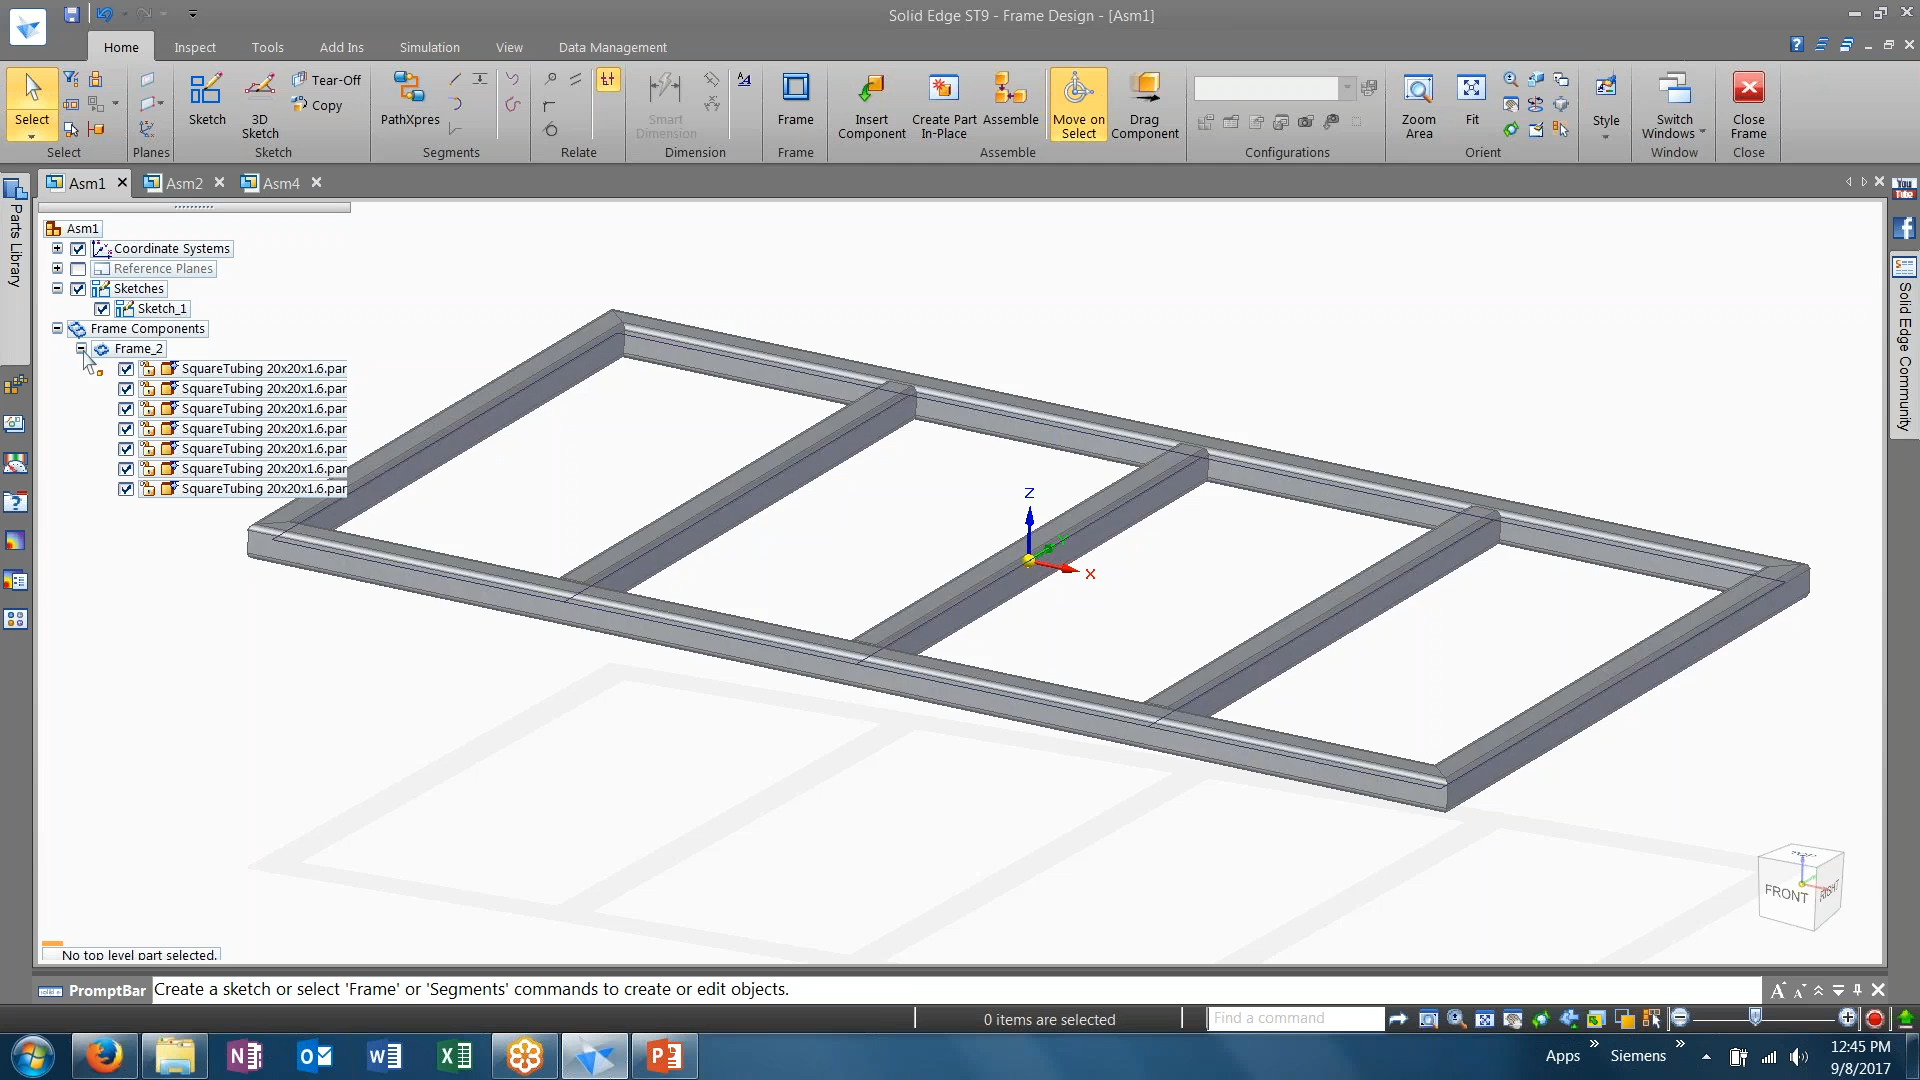 Solid Edge ST9 - Frame Design - [Asm1]
Home
Inspect
Tools
Add Ins
Simulation
View
Data Management
Select
Select
Planes
Sketch
3D
Sketch
Tear-Off
Copy
Sketch
PathXpres
Segments
Relate
Smart
Dimension
Dimension
Frame
Frame
Insert
Component
Create Part
In-Place
Assemble
Move on
Select
Drag
Component
Assemble
Configurations
Zoom
Area
Fit
Orient
Style
Switch
Windows
Window
Close
Frame
Close
Asm1
Asm2
Asm4
Parts Library
Asm1
Coordinate Systems
Reference Planes
Sketches
Sketch_1
Frame Components
Frame_2
SquareTubing 20x20x1.6.par
SquareTubing 20x20x1.6.par
SquareTubing 20x20x1.6.par
SquareTubing 20x20x1.6.par
SquareTubing 20x20x1.6.par
SquareTubing 20x20x1.6.par
SquareTubing 20x20x1.6.par
Z
X
You
Tube
Solid Edge Community
FRONT
RIGHT
No top level part selected.
PromptBar
Create a sketch or select 'Frame' or 'Segments' commands to create or edit objects.
0 items are selected
Find a command
Apps
Siemens
12:45 PM
9/8/2017